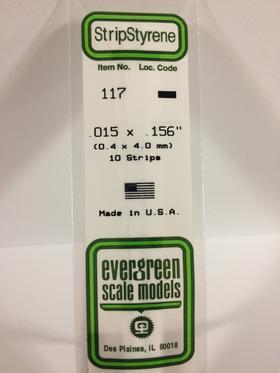 StripStyrene
Item No. Loc. Code
117
.015 x .156"
(0.4 x 4.0 mm)
10 Strips
Made in U.S.A.
evergreen
scale models
Des Plaines, IL 60018